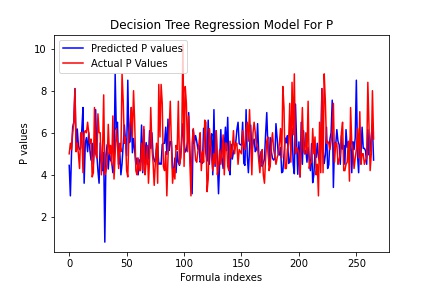 Decision Tree Regression Model For P
Predicted P values
Actual P Values
P values
10
8
6
4
2
0
50
100
150
200
250
Formula indexes